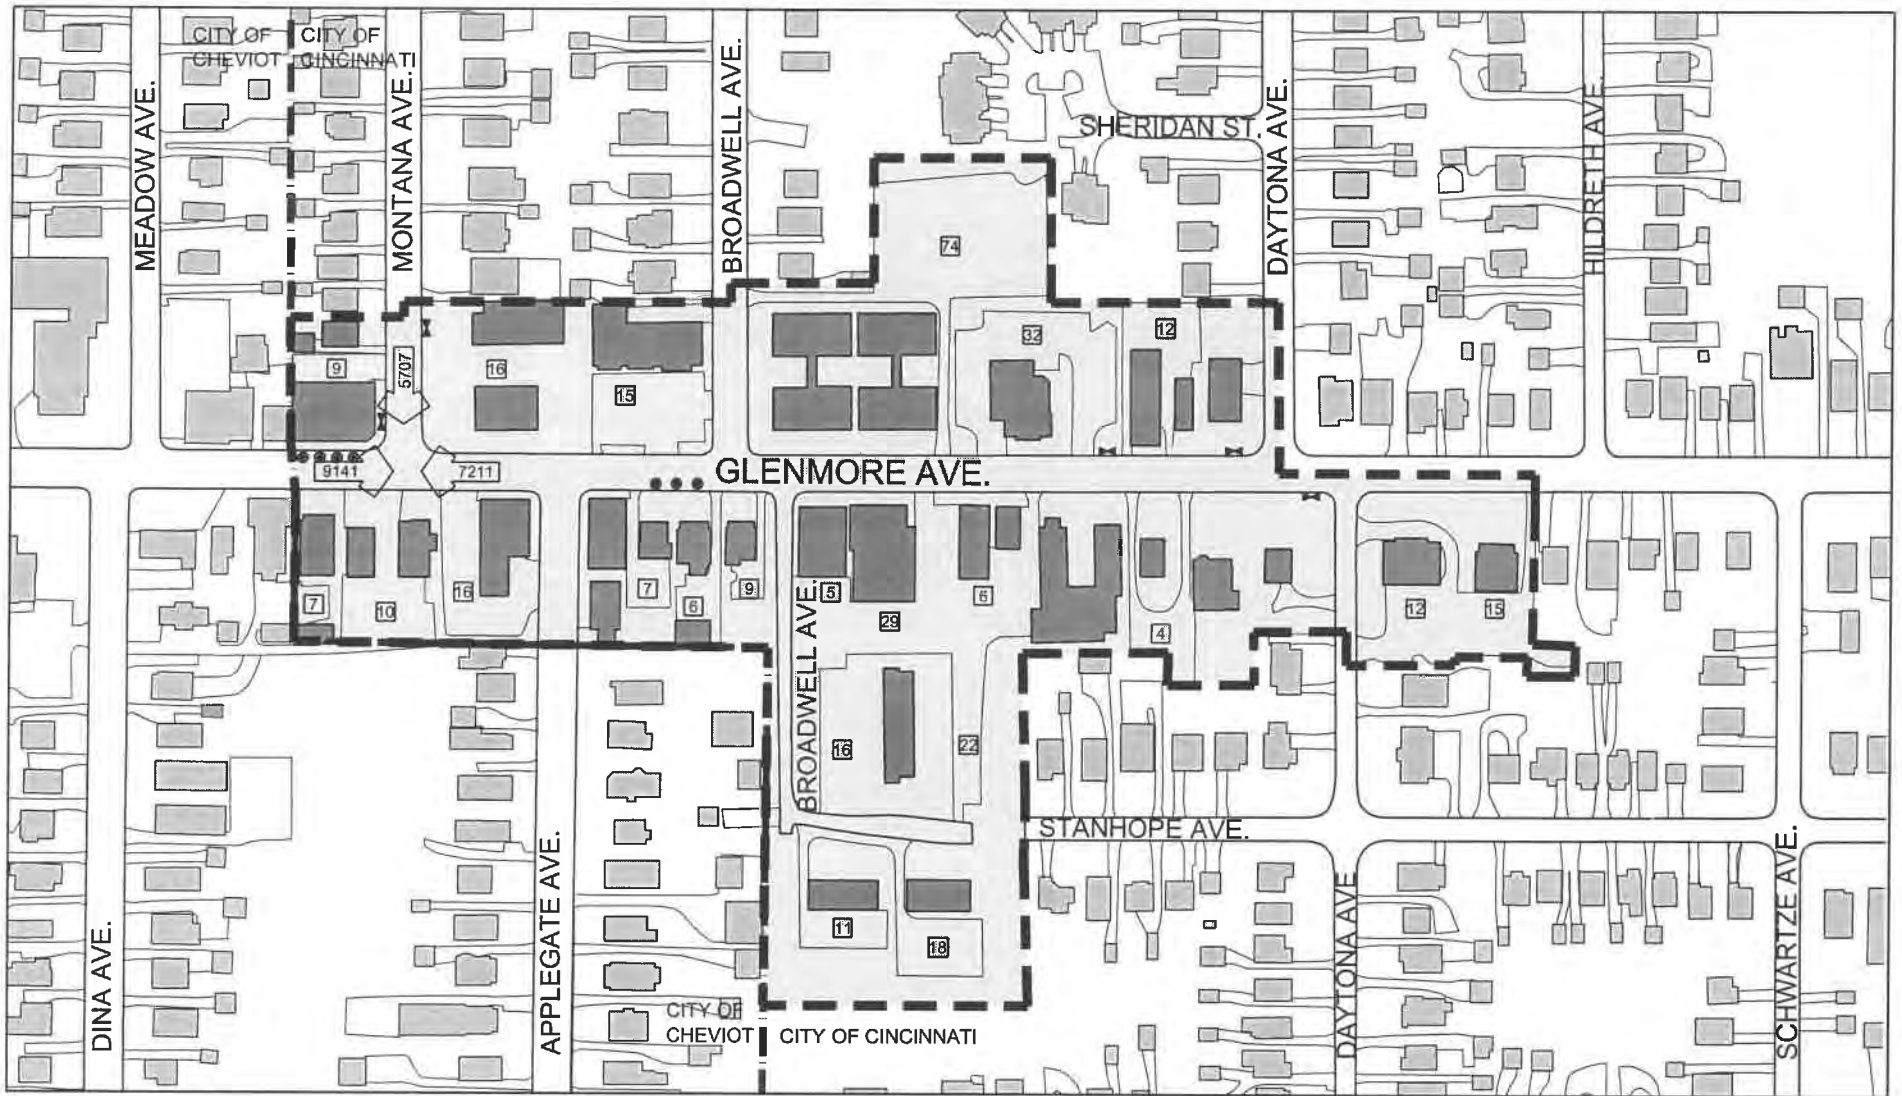 CITY OF
CHEVIOT
CITY OF
CINCINNATI
MEADOW AVE.
MONTANA AVE.
BROADWELL AVE.
SHERIDAN ST.
DAYTONA AVE.
HILDRETH AVE.
74
9
5707
16
15
32
12
9141
7211
GLENMORE AVE.
7
10
16
7
6
9
5
29
6
4
12
15
BROADWELL AVE.
16
22
STANHOPE AVE.
11
18
DINA AVE.
APPLEGATE AVE.
DAYTONA AVE
SCHWARTZE AVE.
CITY OF
CHEVIOT
CITY OF CINCINNATI